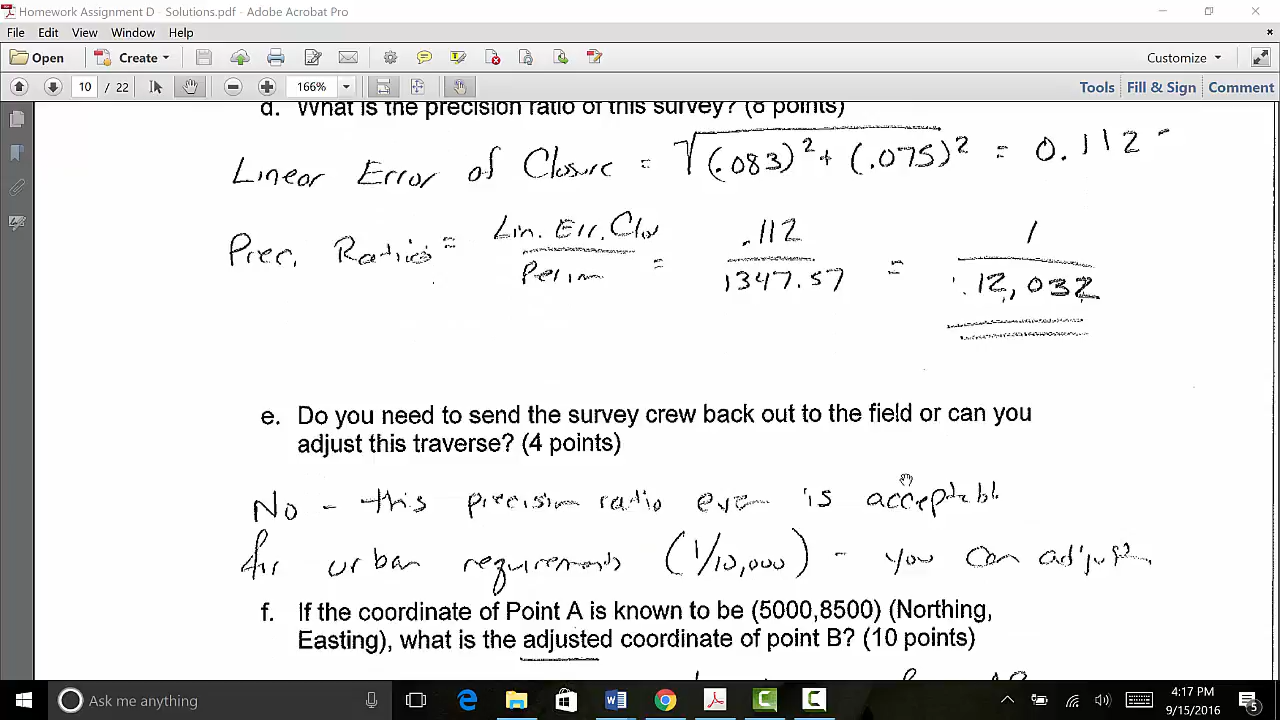 Homework Assignment D - Solutions.pdf - Adobe Acrobat Pro
File Edit View Window Help
Open Create Customize
10 / 22 166% Tools Fill & Sign Comment
d. What is the precision ratio of this survey? (8 points)
Linear Error of Closure = √(.083)² + (.075)² = 0.112
Prec. Ratio = Lin. Err. Clo / Perim = .112 / 1347.57 = 1 / 12,032
e. Do you need to send the survey crew back out to the field or can you
adjust this traverse? (4 points)
No - this precision ratio even is acceptable
for urban requirements (1/10,000) - you can adjust
f. If the coordinate of Point A is known to be (5000,8500) (Northing,
Easting), what is the adjusted coordinate of point B? (10 points)
Ask me anything
4:17 PM
9/15/2016
5